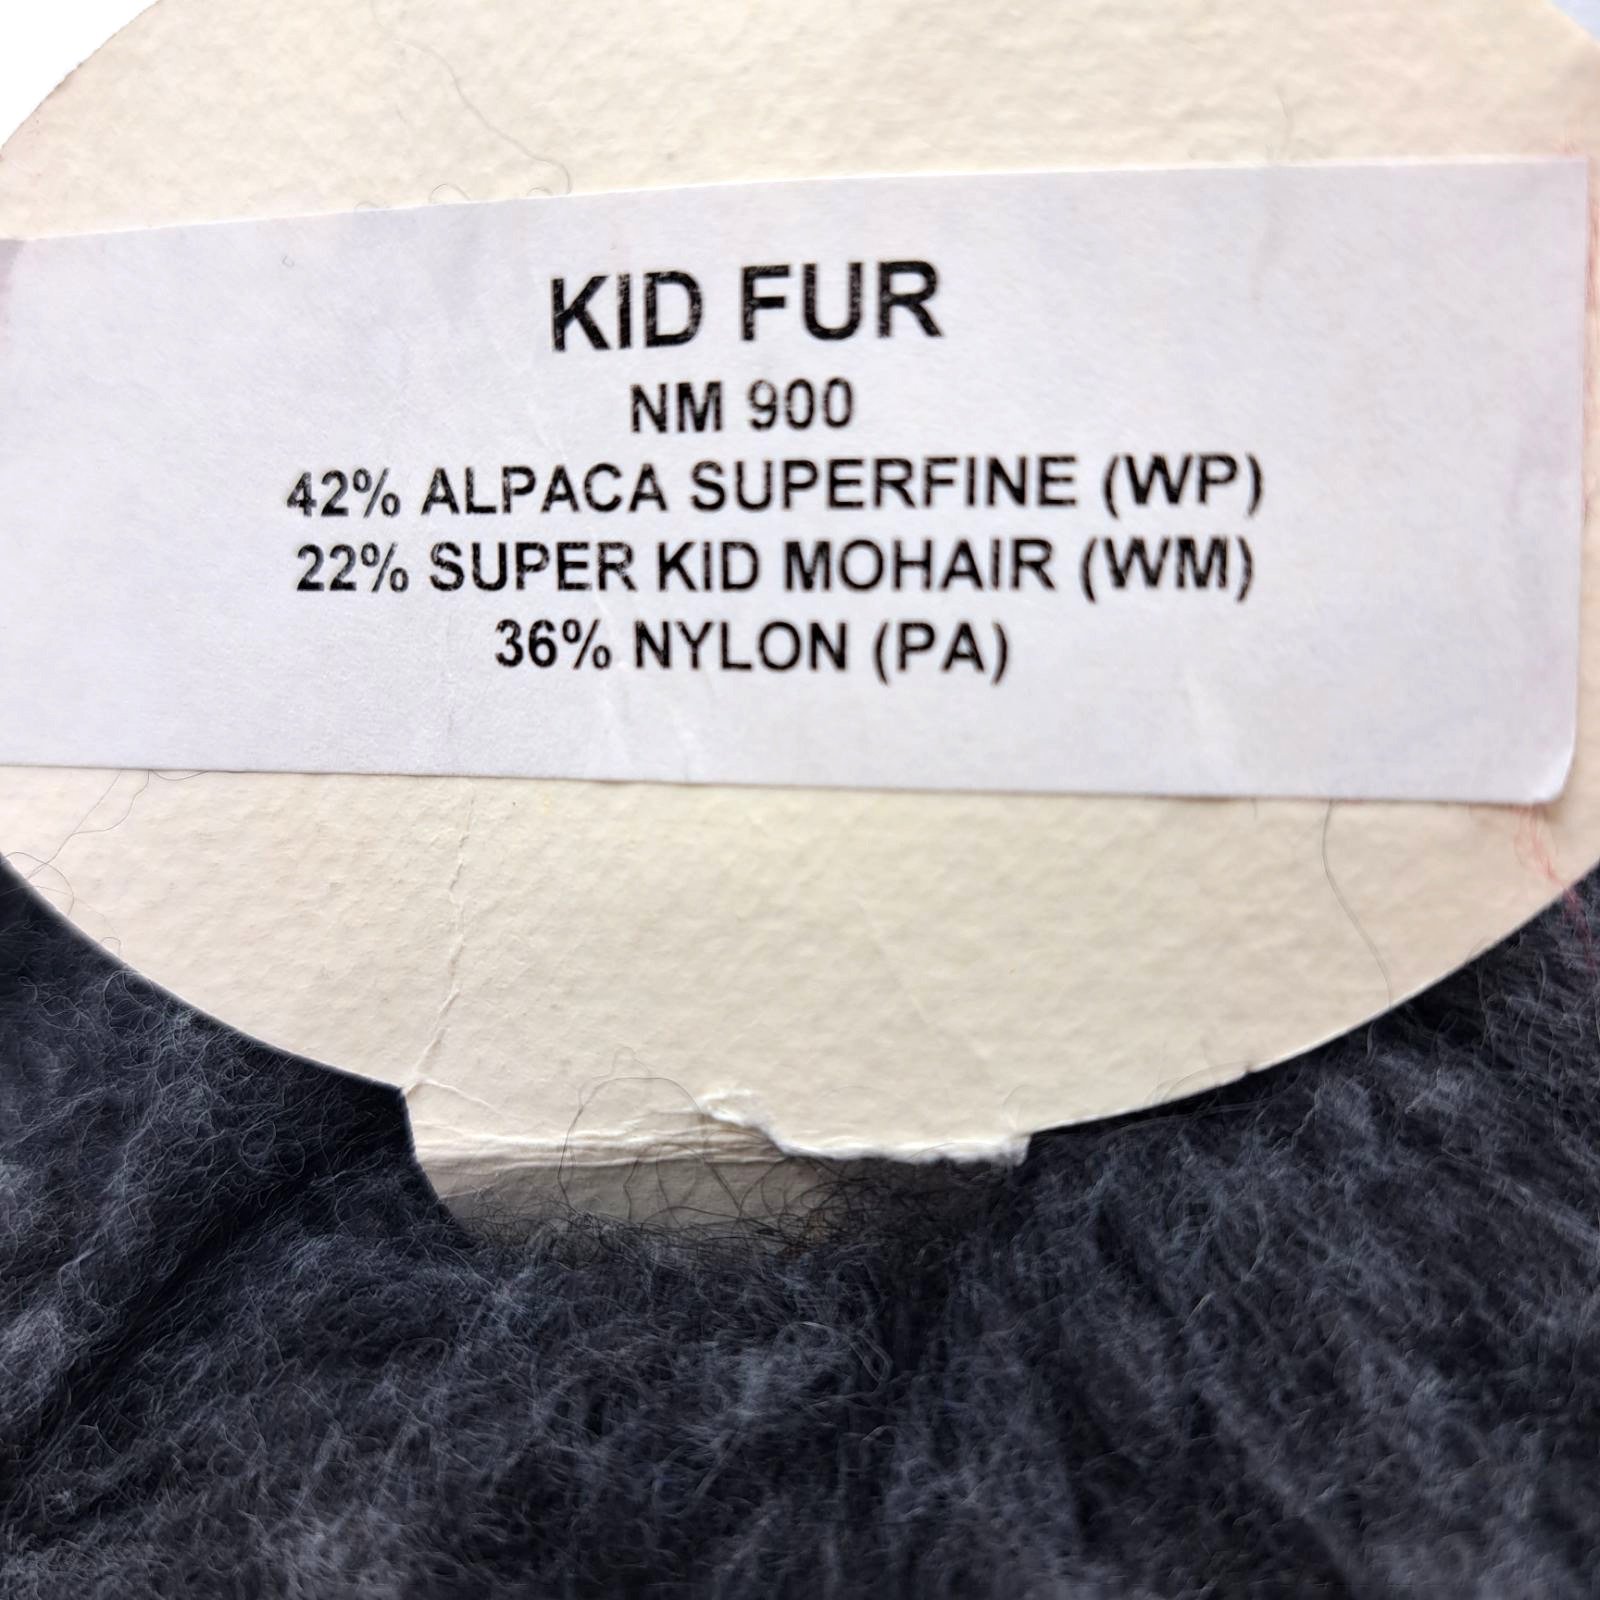 KID FUR
NM 900
42% ALPACA SUPERFINE (WP)
22% SUPER KID MOHAIR (WM)
36% NYLON (PA)